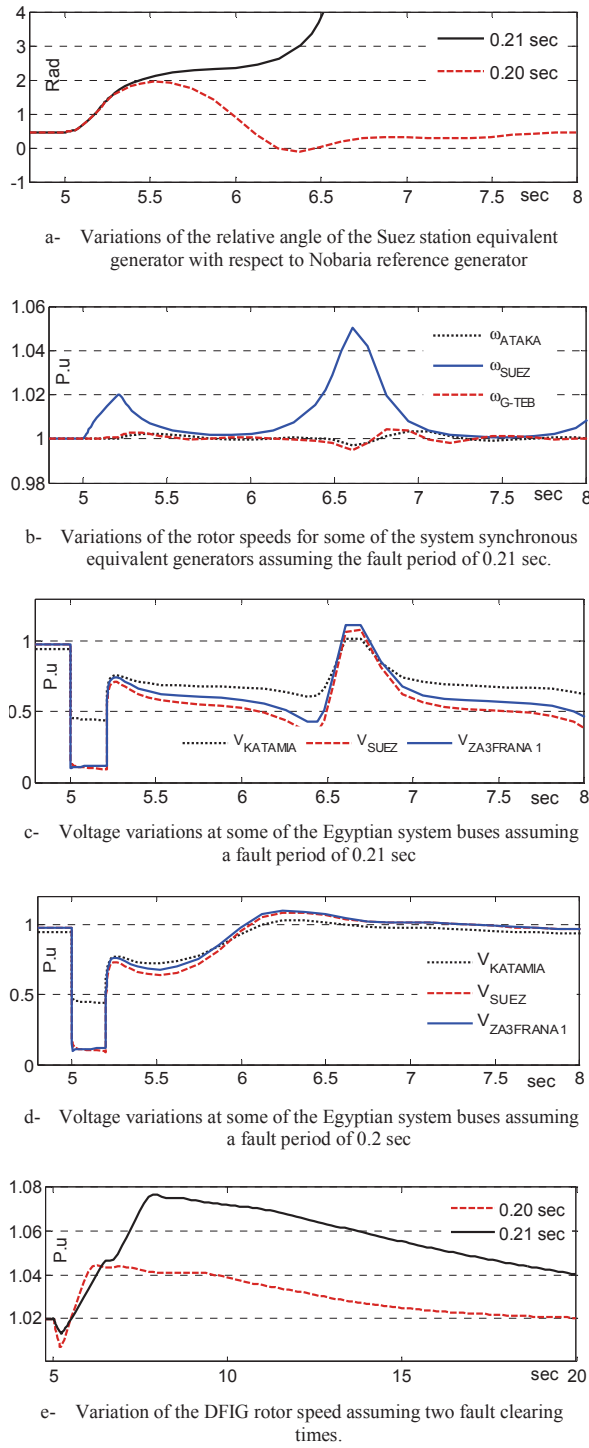 4
3
2
1
0
-1
Rad
0.21 sec
0.20 sec
5 5.5 6 6.5 7 7.5 sec 8
a- Variations of the relative angle of the Suez station equivalent
generator with respect to Nobaria reference generator
1.06
1.04
1.02
1
0.98
P.u
ωATAKA
ωSUEZ
ωG-TEB
5 5.5 6 6.5 7 7.5 sec 8
b- Variations of the rotor speeds for some of the system synchronous
equivalent generators assuming the fault period of 0.21 sec.
1
0.5
0
P.u
VKATAMIA VSUEZ VZA3FRANA 1
5 5.5 6 6.5 7 7.5 sec 8
c- Voltage variations at some of the Egyptian system buses assuming
a fault period of 0.21 sec
1
0.5
0
P.u
VKATAMIA
VSUEZ
VZA3FRANA1
5 5.5 6 6.5 7 7.5 sec 8
d- Voltage variations at some of the Egyptian system buses assuming
a fault period of 0.2 sec
1.08
1.06
1.04
1.02
P.u
0.20 sec
0.21 sec
5 10 15 sec 20
e- Variation of the DFIG rotor speed assuming two fault clearing
times.